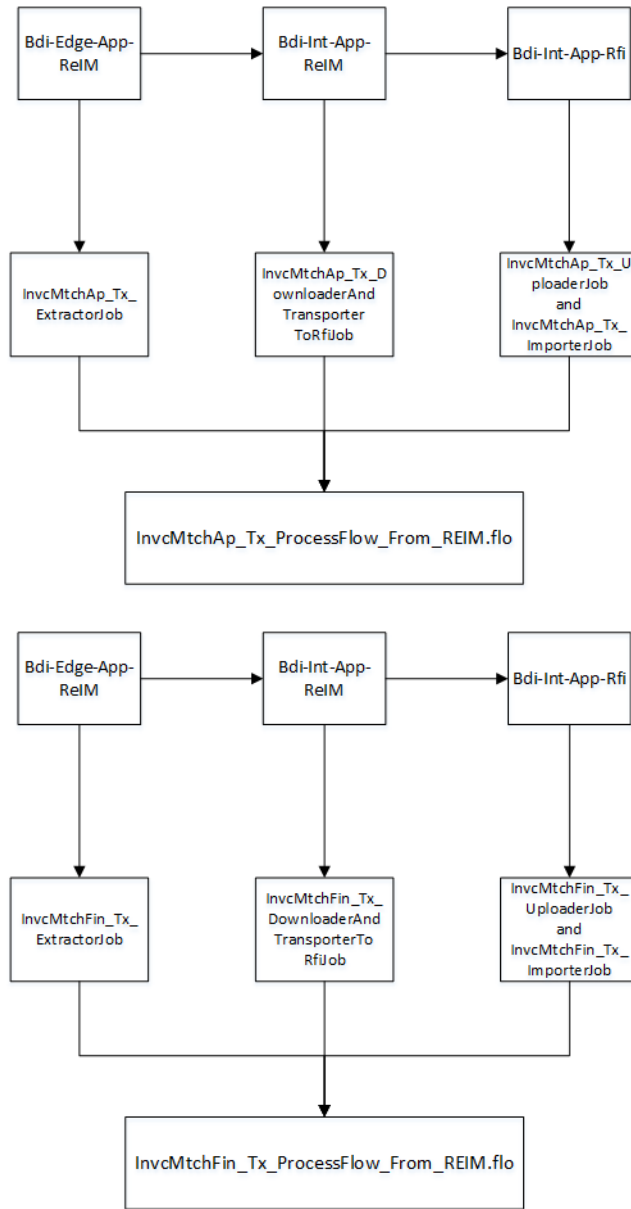 Bdi-Edge-App-
ReIM
Bdi-Int-App-
ReIM
Bdi-Int-App-Rfi
InvcMtchAp_Tx_
ExtractorJob
InvcMtchAp_Tx_D
ownloaderAnd
Transporter
ToRfiJob
InvcMtchAp_Tx_U
ploaderJob
and
InvcMtchAp_Tx_
ImporterJob
InvcMtchAp_Tx_ProcessFlow_From_REIM.flo
Bdi-Edge-App-
ReIM
Bdi-Int-App-
ReIM
Bdi-Int-App-Rfi
InvcMtchFin_Tx_
ExtractorJob
InvcMtchFin_Tx_
DownloaderAnd
TransporterTo
RfiJob
InvcMtchFin_Tx_
UploaderJob
and
InvcMtchFin_Tx_
ImporterJob
InvcMtchFin_Tx_ProcessFlow_From_REIM.flo